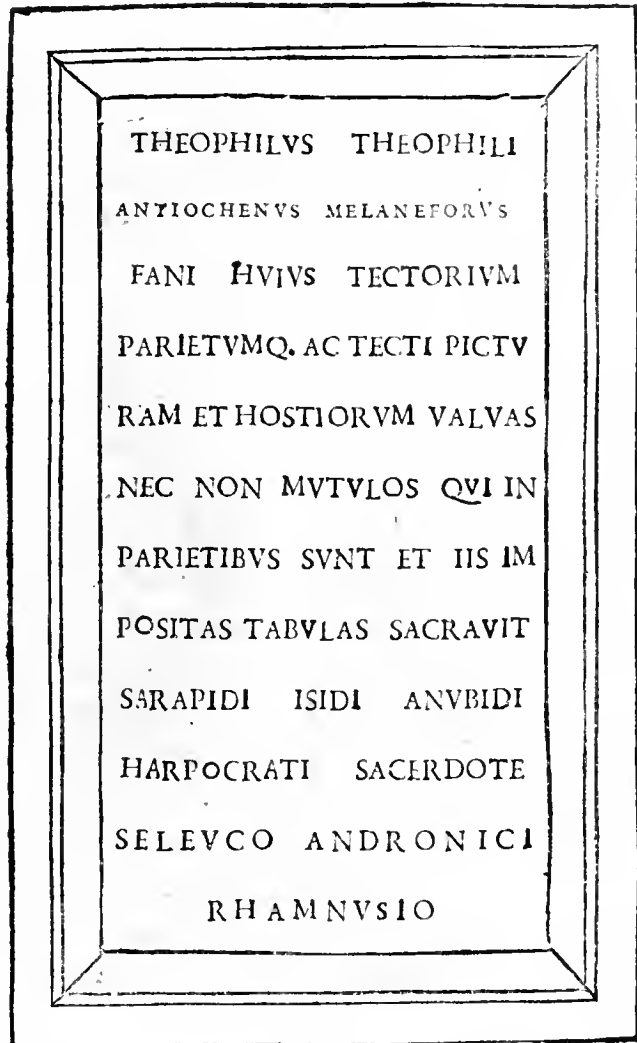 THEOPHILVS THEOPHILI
ANTIOCHENVS MELANEFORVS
FANI HVIVS TECTORIVM
PARIETVMQ. AC TECTI PICTV
RAM ET HOSTIORVM VALVAS
NEC NON MVTVLOS QVI IN
PARIETIBVS SVNT ET IIS IM
POSITAS TABVLAS SACRAVIT
SARAPIDI ISIDI ANVBIDI
HARPOCRATI SACERDOTE
SELEVCO ANDRONICI
RHAMNVSIO